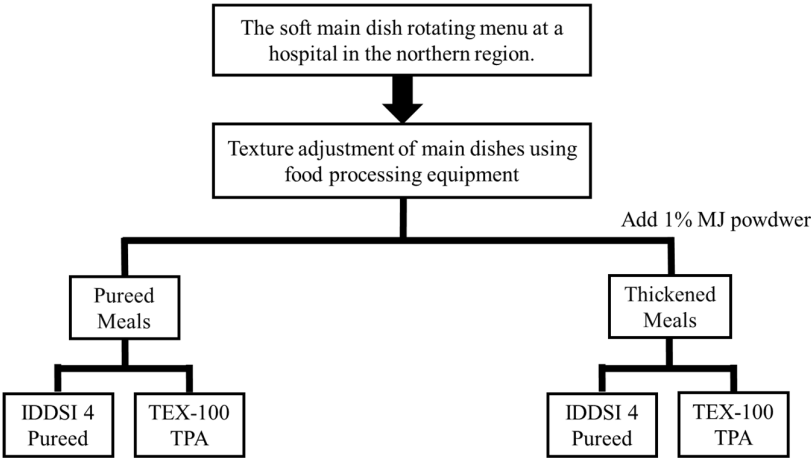 The soft main dish rotating menu at a
hospital in the northern region.
Texture adjustment of main dishes using
food processing equipment
Add 1% MJ powdwer
Pureed
Meals
Thickened
Meals
IDDSI 4
Pureed
TEX-100
TPA
IDDSI 4
Pureed
TEX-100
TPA